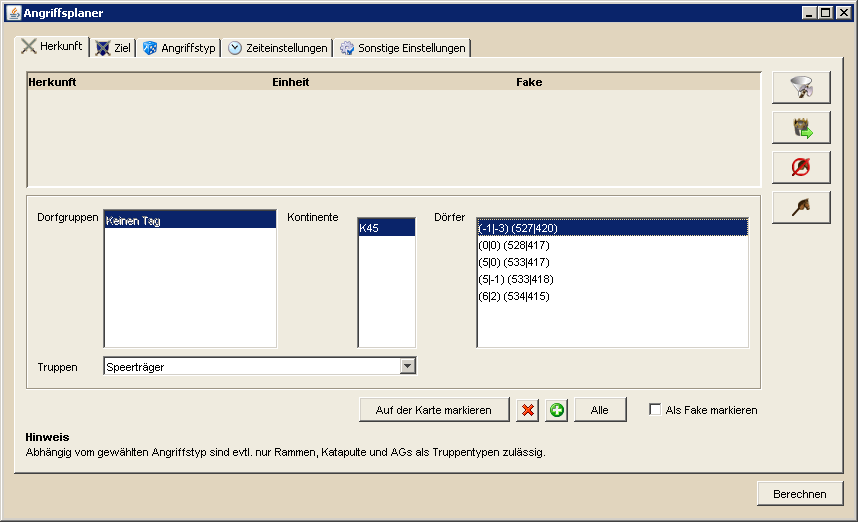 Angriffsplaner
Herkunft Ziel Angriffstyp Zeiteinstellungen Sonstige Einstellungen
Herkunft Einheit Fake
Dorfgruppen Keinen Tag Kontinente K45 Dörfer
(-1|-3) (527|420)
(0|0) (528|417)
(5|0) (533|417)
(5|-1) (533|418)
(6|2) (534|415)
Truppen Speerträger
Auf der Karte markieren Alle Als Fake markieren
Hinweis
Abhängig vom gewählten Angriffstyp sind evtl. nur Rammen, Katapulte und AGs als Truppentypen zulässig.
Berechnen